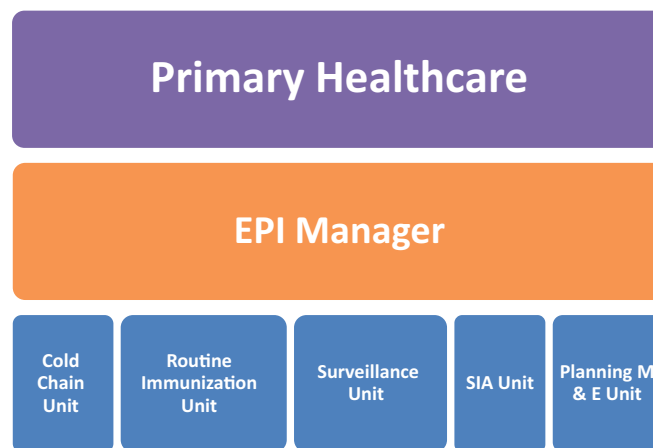 Primary Healthcare
EPI Manager
Cold
Chain
Unit
Routine
Immunization
Unit
Surveillance
Unit
SIA Unit
Planning M
& E Unit